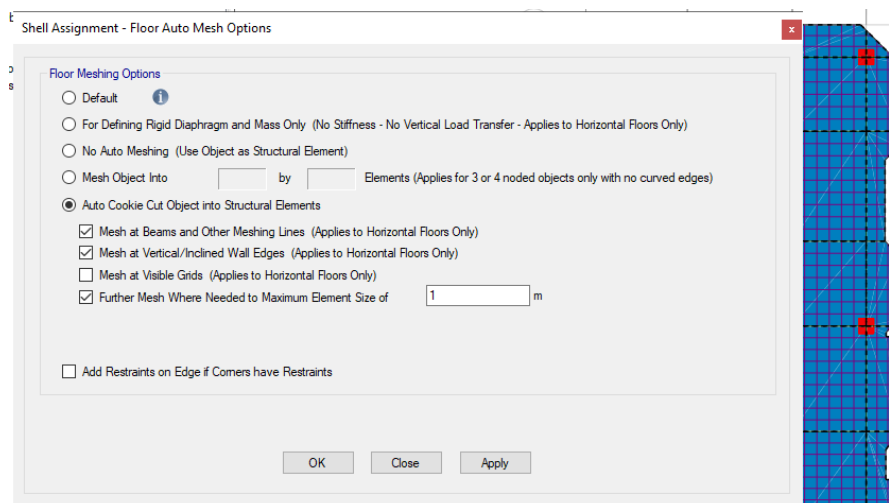 Shell Assignment - Floor Auto Mesh Options
x
Floor Meshing Options
Default
For Defining Rigid Diaphragm and Mass Only (No Stiffness - No Vertical Load Transfer - Applies to Horizontal Floors Only)
No Auto Meshing (Use Object as Structural Element)
Mesh Object Into by Elements (Applies for 3 or 4 noded objects only with no curved edges)
Auto Cookie Cut Object into Structural Elements
Mesh at Beams and Other Meshing Lines (Applies to Horizontal Floors Only)
Mesh at Vertical/Inclined Wall Edges (Applies to Horizontal Floors Only)
Mesh at Visible Grids (Applies to Horizontal Floors Only)
Further Mesh Where Needed to Maximum Element Size of 1 m
Add Restraints on Edge if Corners have Restraints
OK Close Apply